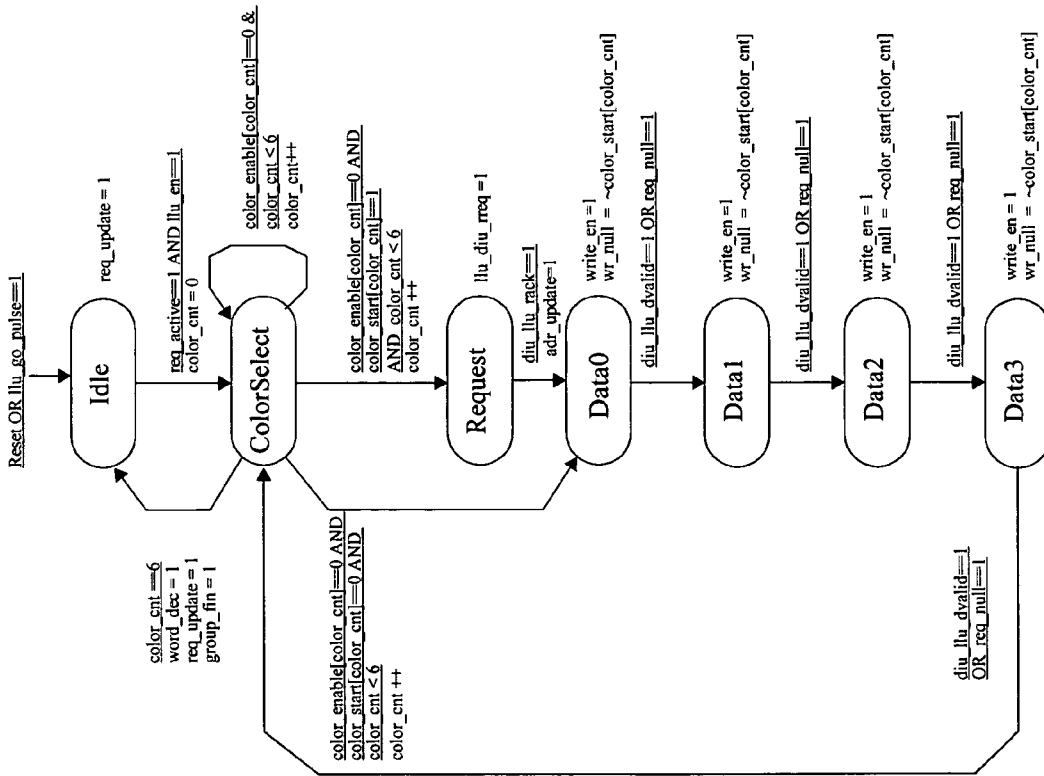 Reset OR llu_go_pulse==1
Idle
req_update = 1
req_active==1 AND llu_en==1
color_cnt = 0
color_cnt ==6
word_dec = 1
req_update = 1
group_fin = 1
ColorSelect
color_enable[color_cnt]==0 &
color_cnt < 6
color_cnt++
color_enable[color_cnt]==0 AND
color_start[color_cnt]==1
AND color_cnt < 6
color_cnt ++
color_enable[color_cnt]==0 AND
color_start[color_cnt]==0 AND
color_cnt < 6
color_cnt ++
Request
llu_diu_rreq =1
diu_llu_rack==1
adr_update=1
Data0
write_en =1
wr_null = ~color_start[color_cnt]
diu_llu_dvalid==1 OR req_null==1
Data1
write_en =1
wr_null = ~color_start[color_cnt]
diu_llu_dvalid==1 OR req_null==1
Data2
write_en = 1
wr_null = ~color_start[color_cnt]
diu_llu_dvalid==1 OR req_null==1
Data3
write_en = 1
wr_null = ~color_start[color_cnt]
diu_llu_dvalid==1
OR req_null==1